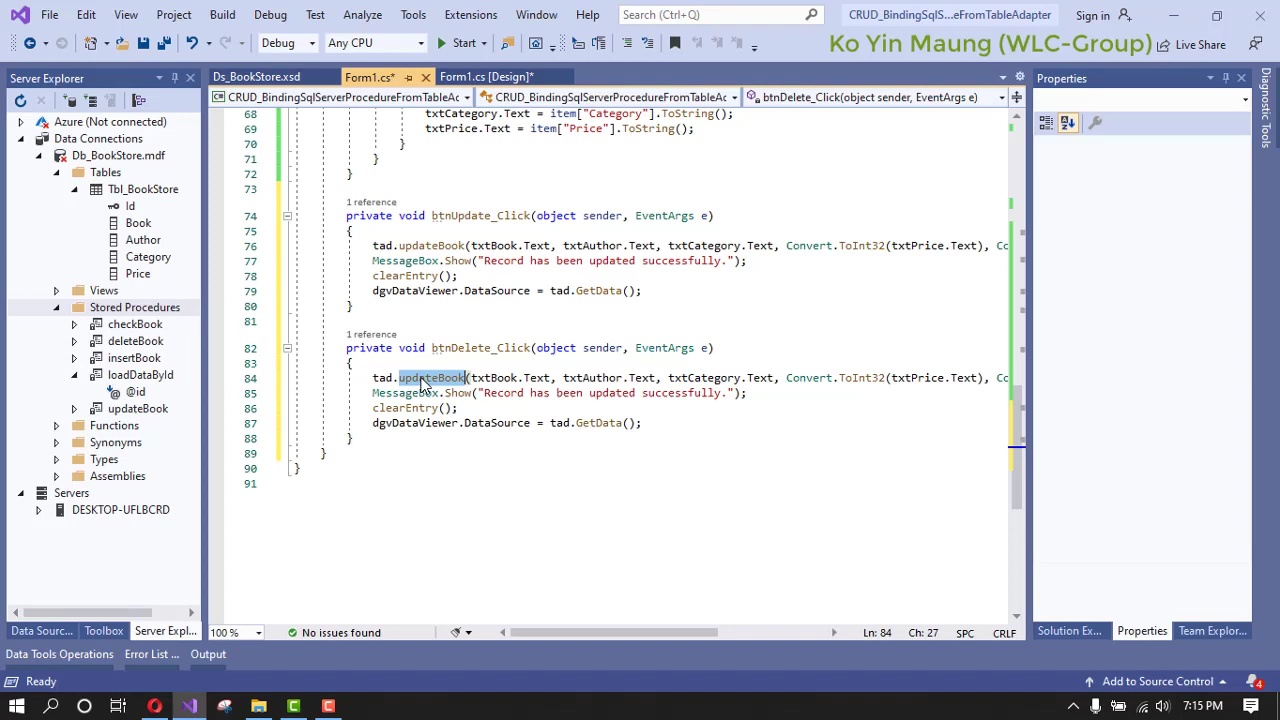 File Edit View Project Build Debug Test Analyze Tools Extensions Window Help Search (Ctrl+Q) CRUD_BindingSqlS...eFromTableAdapter Sign in
Debug Any CPU Start Ko Yin Maung (WLC-Group) Live Share
Server Explorer
Azure (Not connected)
Data Connections
Db_BookStore.mdf
Tables
Tbl_BookStore
Id
Book
Author
Category
Price
Views
Stored Procedures
checkBook
deleteBook
insertBook
loadDataById
@id
updateBook
Functions
Synonyms
Types
Assemblies
Servers
DESKTOP-UFLBCRD
Data Sourc... Toolbox Server Expl...
Ds_BookStore.xsd Form1.cs* Form1.cs [Design]*
CRUD_BindingSqlServerProcedureFromTableAc CRUD_BindingSqlServerProcedureFromTableAc btnDelete_Click(object sender, EventArgs e)
68 txtCategory.Text = item["Category"].ToString();
69 txtPrice.Text = item["Price"].ToString();
70 }
71 }
72 }
73
1 reference
74 private void btnUpdate_Click(object sender, EventArgs e)
75 {
76 tad.updateBook(txtBook.Text, txtAuthor.Text, txtCategory.Text, Convert.ToInt32(txtPrice.Text), Co
77 MessageBox.Show("Record has been updated successfully.");
78 clearEntry();
79 dgvDataViewer.DataSource = tad.GetData();
80 }
81
1 reference
82 private void btnDelete_Click(object sender, EventArgs e)
83 {
84 tad.updateBook(txtBook.Text, txtAuthor.Text, txtCategory.Text, Convert.ToInt32(txtPrice.Text), Co
85 MessageBox.Show("Record has been updated successfully.");
86 clearEntry();
87 dgvDataViewer.DataSource = tad.GetData();
88 }
89 }
90 }
91
100 % No issues found Ln: 84 Ch: 27 SPC CRLF
Properties
Solution Ex... Properties Team Explor...
Diagnostic Tools
Data Tools Operations Error List ... Output
Ready Add to Source Control 4
7:15 PM